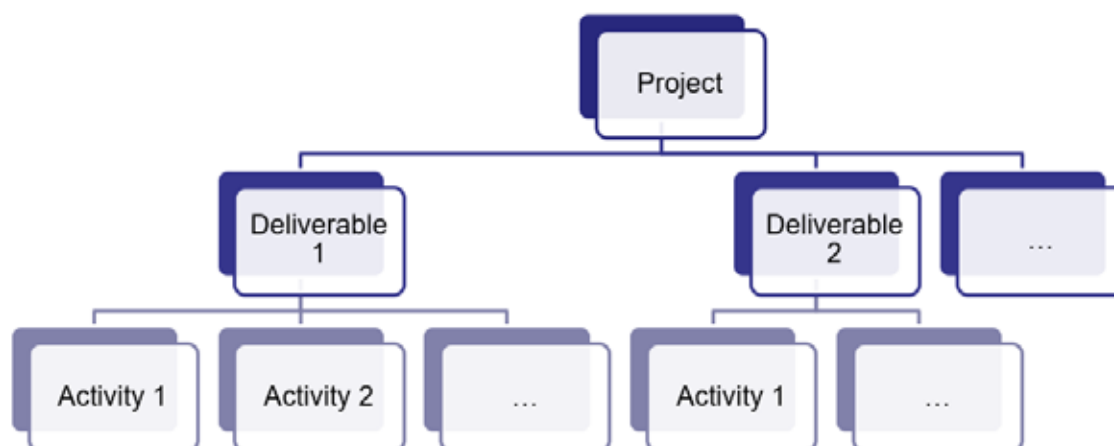 Project
Deliverable
1
Deliverable
2
...
Activity 1
Activity 2
...
Activity 1
...